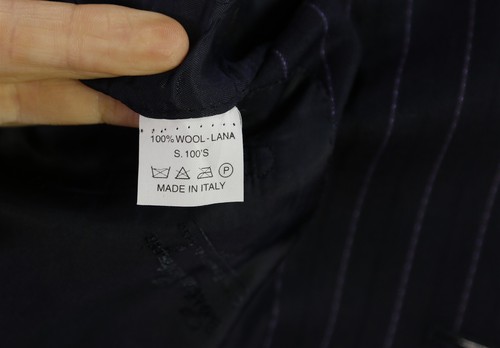 100% WOOL-LANA
S. 100'S
P
MADE IN ITALY